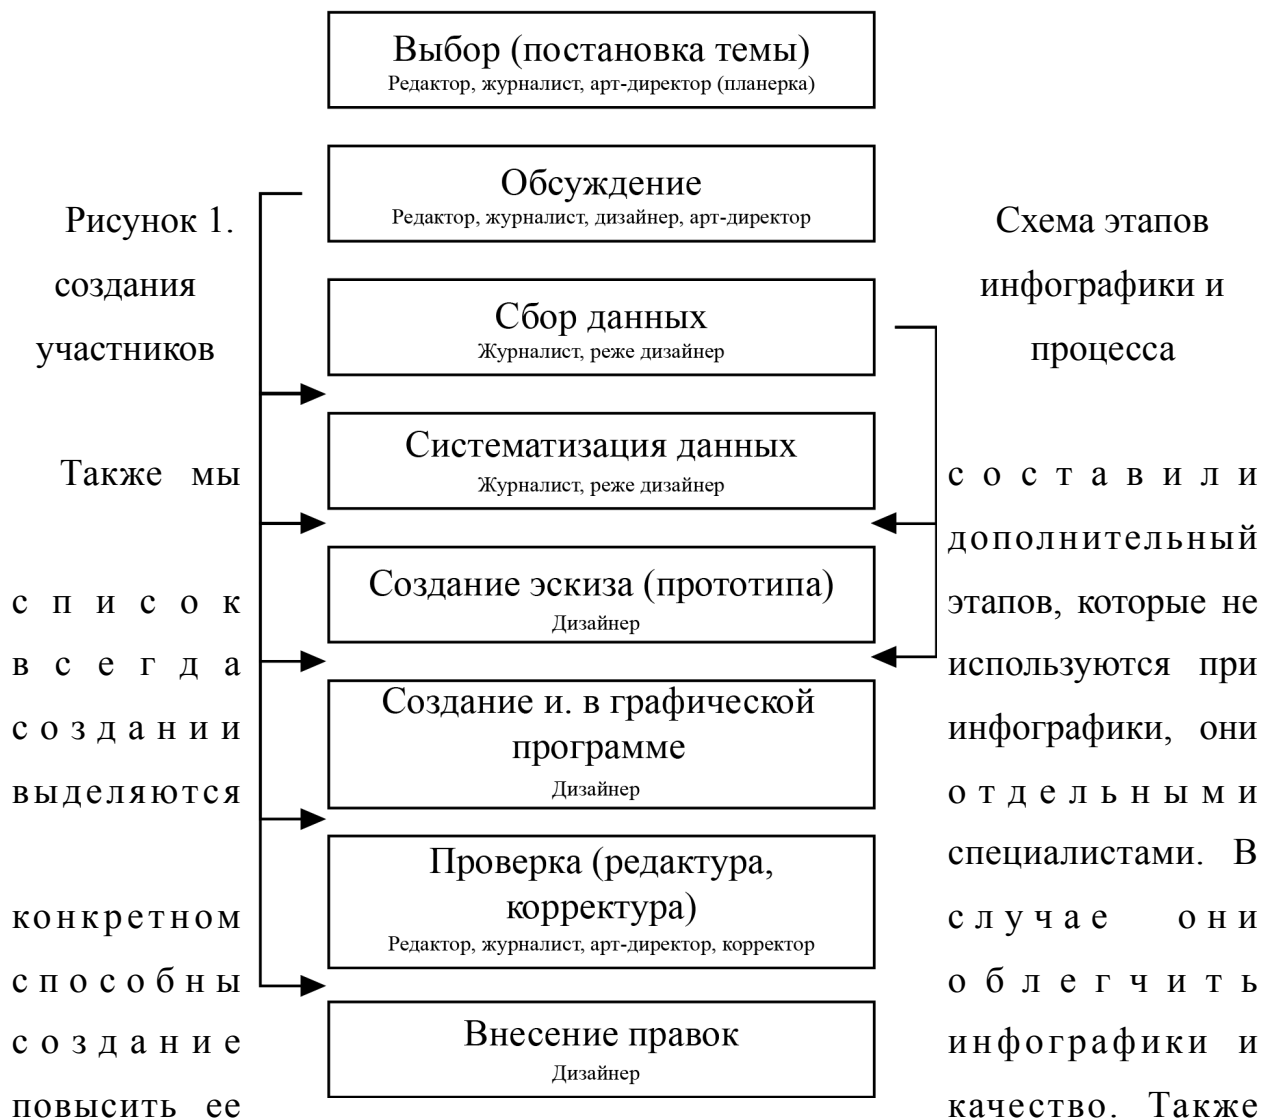 Выбор (постановка темы)
Редактор, журналист, арт-директор (планерка)
Обсуждение
Редактор, журналист, дизайнер, арт-директор
Рисунок 1. Схема этапов
создания инфографики и
Сбор данных
участников процесса
Журналист, реже дизайнер
Систематизация данных
Также мы составили
Журналист, реже дизайнер
дополнительный
Создание эскиза (прототипа)
список этапов, которые не
Дизайнер
всегда используются при
Создание и. в графической
создании инфографики, они
программе
выделяются отдельными
Дизайнер
специалистами. В
Проверка (редактура,
корректура)
конкретном случае они
Редактор, журналист, арт-директор, корректор
способны облегчить
Внесение правок
создание инфографики и
Дизайнер
повысить ее качество. Также